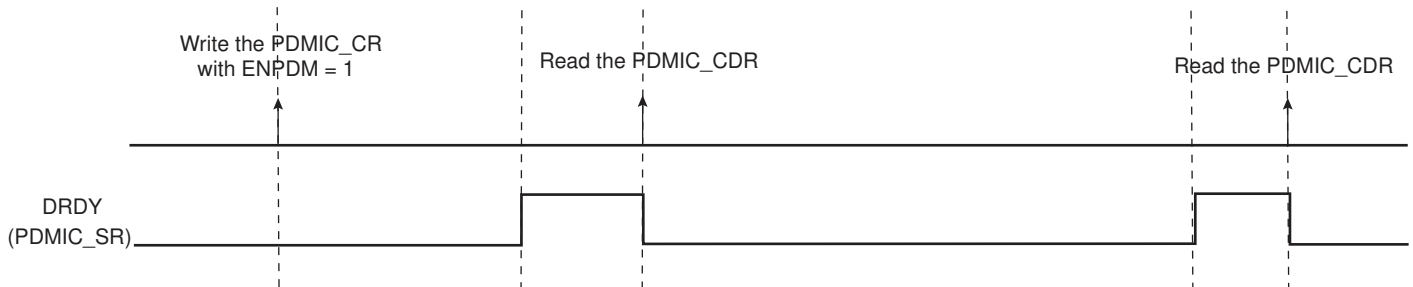 Write the PDMIC_CR
with ENPDM = 1
Read the PDMIC_CDR
Read the PDMIC_CDR
DRDY
(PDMIC_SR)